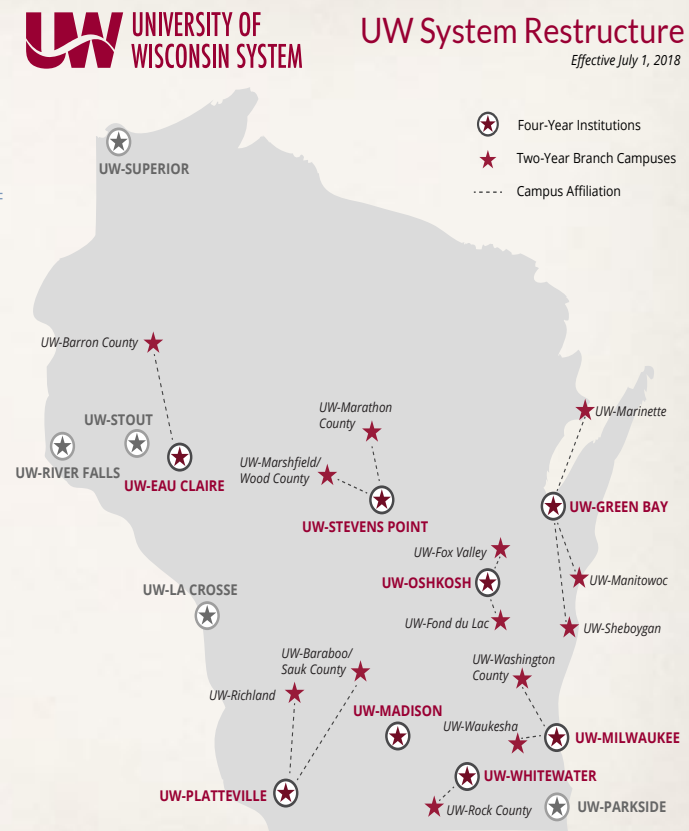 UW UNIVERSITY OF
WISCONSIN SYSTEM
UW System Restructure
Effective July 1, 2018
Four-Year Institutions
Two-Year Branch Campuses
Campus Affiliation
UW-SUPERIOR
UW-Barron County
UW-STOUT
UW-RIVER FALLS
UW-EAU CLAIRE
UW-Marathon
County
UW-Marshfield/
Wood County
UW-STEVENS POINT
UW-Marinette
UW-GREEN BAY
UW-Fox Valley
UW-OSHKOSH
UW-Manitowoc
UW-LA CROSSE
UW-Fond du Lac
UW-Sheboygan
UW-Baraboo/
Sauk County
UW-Richland
UW-Washington
County
UW-MADISON
UW-Waukesha
UW-MILWAUKEE
UW-WHITEWATER
UW-PLATTEVILLE
UW-Rock County
UW-PARKSIDE